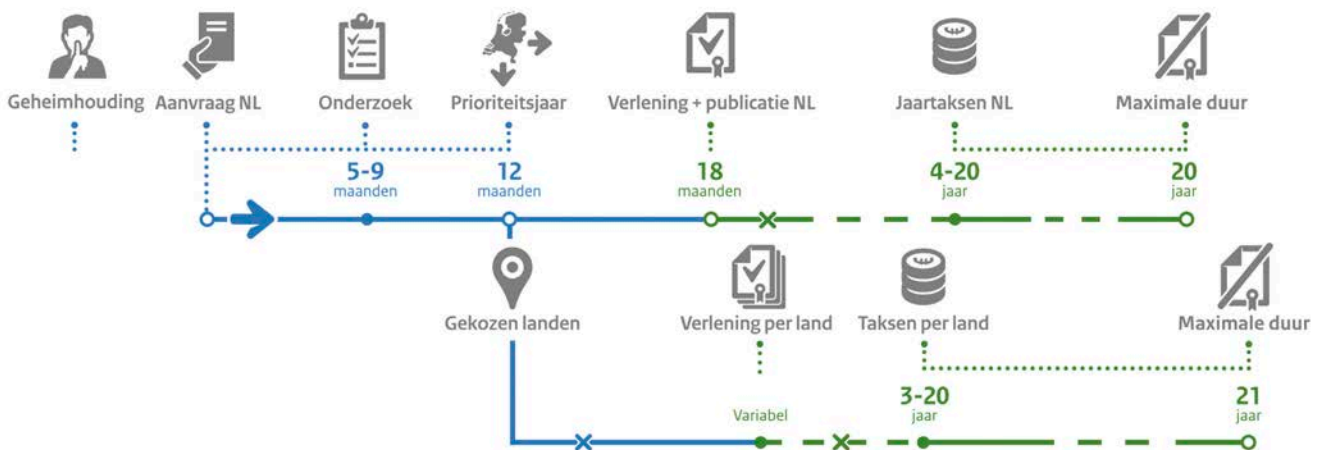 Geheimhouding
Aanvraag NL
Onderzoek
Prioriteitsjaar
Verlening + publicatie NL
Jaartaksen NL
Maximale duur
5-9
maanden
12
maanden
18
maanden
4-20
jaar
20
jaar
Gekozen landen
Verlening per land
Taksen per land
Maximale duur
Variabel
3-20
jaar
21
jaar